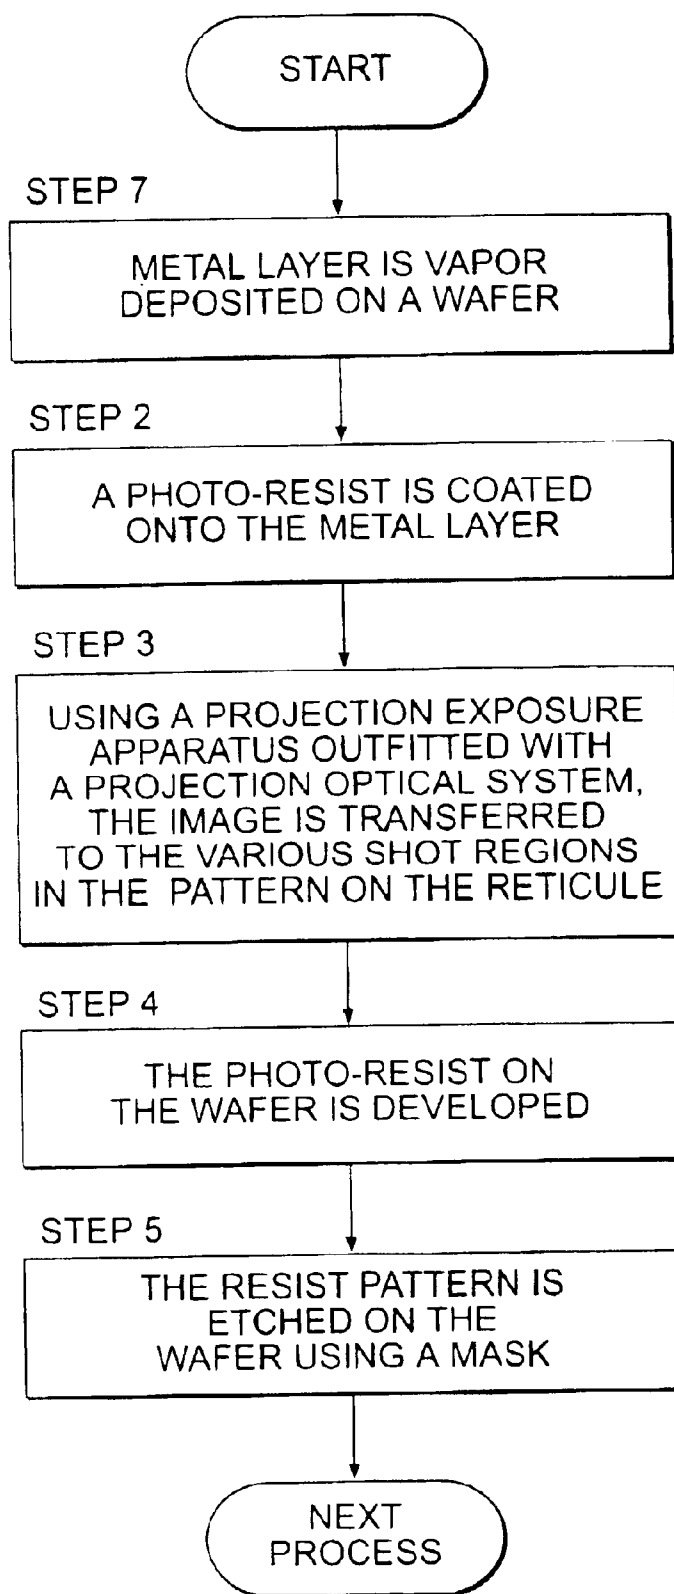 START
STEP 7
METAL LAYER IS VAPOR
DEPOSITED ON A WAFER
STEP 2
A PHOTO-RESIST IS COATED
ONTO THE METAL LAYER
STEP 3
USING A PROJECTION EXPOSURE
APPARATUS OUTFITTED WITH
A PROJECTION OPTICAL SYSTEM,
THE IMAGE IS TRANSFERRED
TO THE VARIOUS SHOT REGIONS
IN THE PATTERN ON THE RETICULE
STEP 4
THE PHOTO-RESIST ON
THE WAFER IS DEVELOPED
STEP 5
THE RESIST PATTERN IS
ETCHED ON THE
WAFER USING A MASK
NEXT
PROCESS